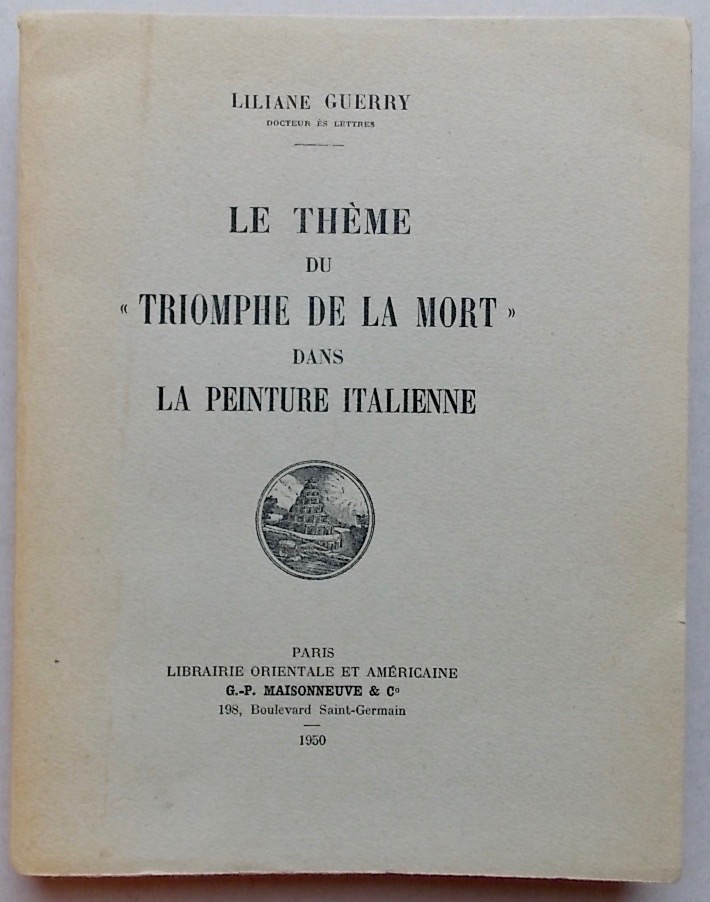 LILIANE GUERRY
DOCTEUR ÈS LETTRES
LE THÈME
DU
« TRIOMPHE DE LA MORT »
DANS
LA PEINTURE ITALIENNE
PARIS
LIBRAIRIE ORIENTALE ET AMÉRICAINE
G.-P. MAISONNEUVE & Cº
198, Boulevard Saint-Germain
1950